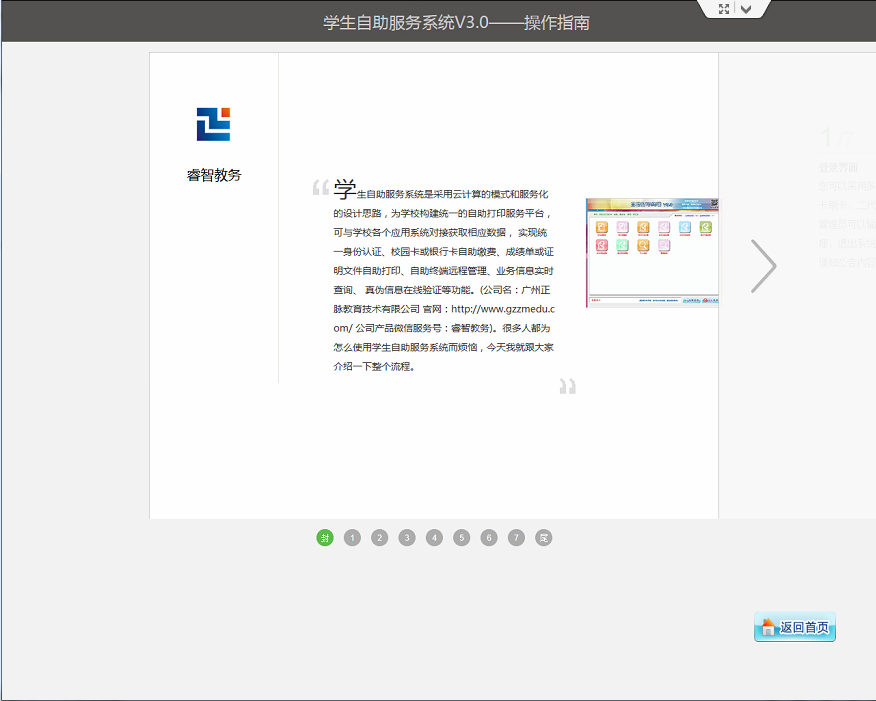 学生自助服务系统V3.0——操作指南
睿智教务
“学生自助服务系统是采用云计算的模式和服务化
的设计思路，为学校构建统一的自助打印服务平台，
可与学校各个应用系统对接获取相应数据， 实现统
一身份认证、校园卡或银行卡自助缴费、成绩单或证
明文件自助打印、自助终端远程管理、业务信息实时
查询、 真伪信息在线验证等功能。(公司名：广州正
脉教育技术有限公司 官网：http://www.gzzmedu.c
om/ 公司产品微信服务号：睿智教务)。很多人都为
怎么使用学生自助服务系统而烦恼，今天我就跟大家
介绍一下整个流程。
”
封 1 2 3 4 5 6 7 尾
返回首页